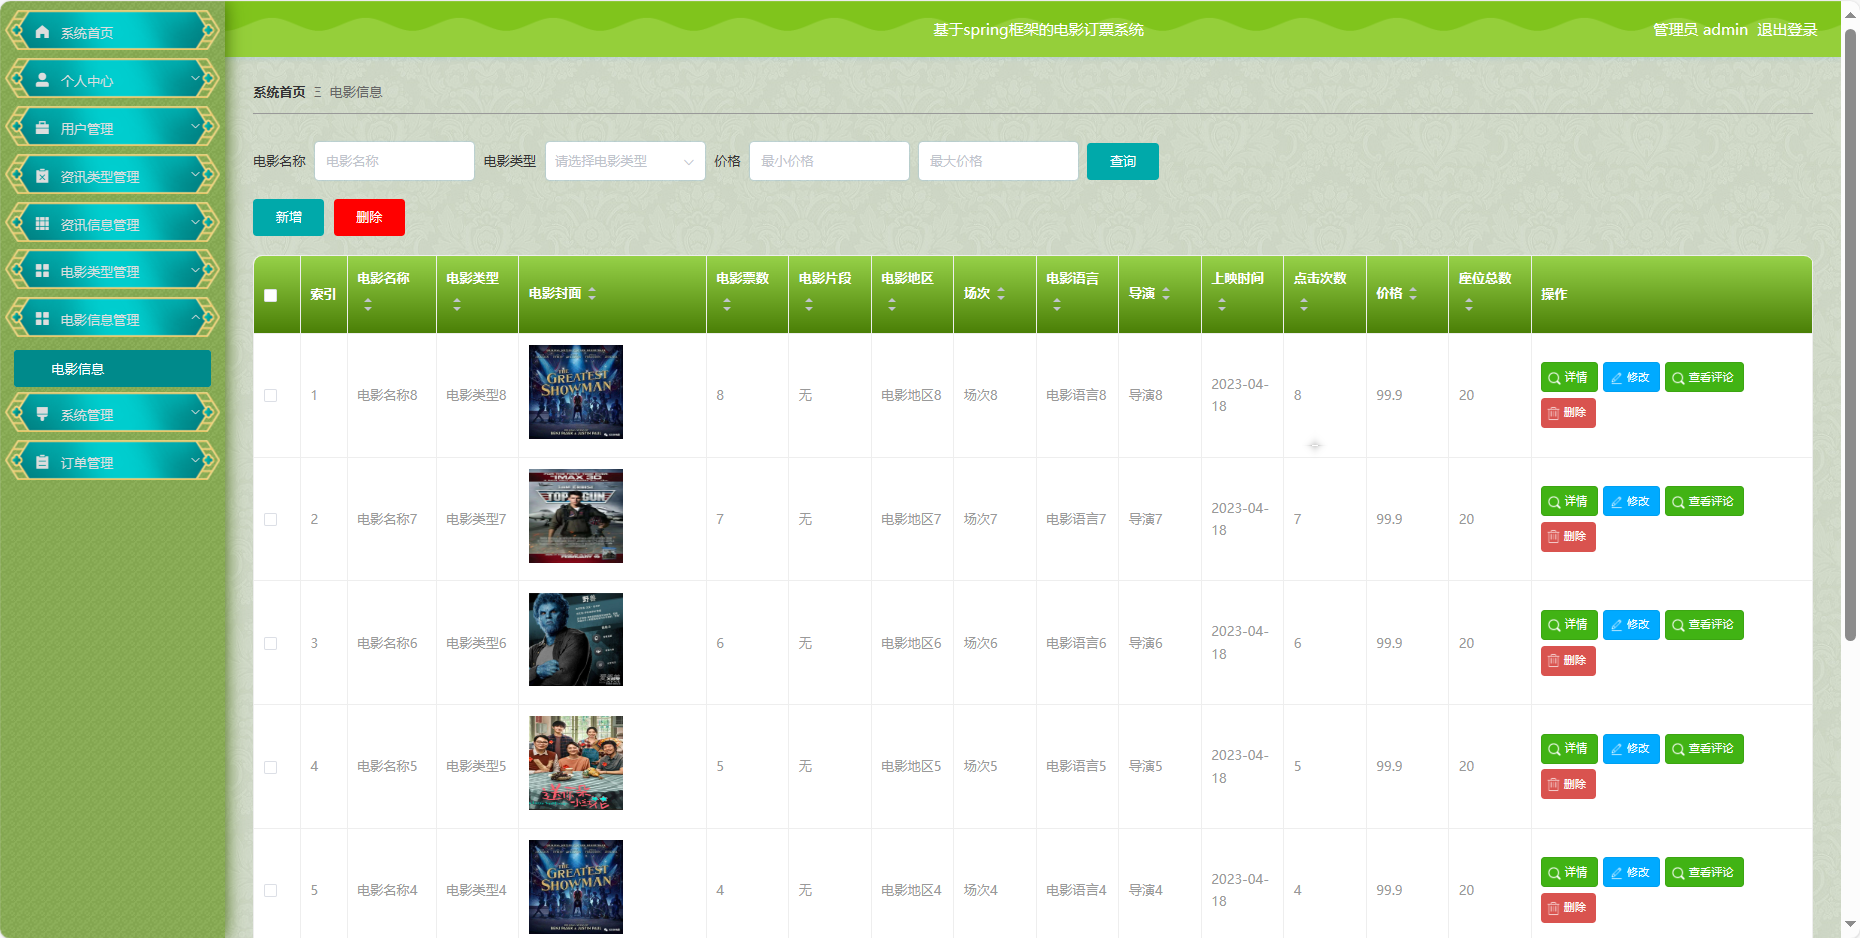 基于spring框架的电影订票系统
管理员 admin 退出登录
系统首页
个人中心
用户管理
资讯类型管理
资讯信息管理
电影类型管理
电影信息管理
电影信息
系统管理
订单管理
系统首页 Ξ 电影信息
电影名称 电影名称 电影类型 请选择电影类型 价格 最小价格 最大价格 查询
新增 删除
索引 电影名称 电影类型 电影封面 电影票数 电影片段 电影地区 场次 电影语言 导演 上映时间 点击次数 价格 座位总数 操作
1 电影名称8 电影类型8 8 无 电影地区8 场次8 电影语言8 导演8 2023-04-18 8 99.9 20 详情 修改 查看评论 删除
THE GREATEST SHOWMAN
2 电影名称7 电影类型7 7 无 电影地区7 场次7 电影语言7 导演7 2023-04-18 7 99.9 20 详情 修改 查看评论 删除
IMAX 3D
TOP GUN
3 电影名称6 电影类型6 6 无 电影地区6 场次6 电影语言6 导演6 2023-04-18 6 99.9 20 详情 修改 查看评论 删除
野兽
4 电影名称5 电影类型5 5 无 电影地区5 场次5 电影语言5 导演5 2023-04-18 5 99.9 20 详情 修改 查看评论 删除
5 电影名称4 电影类型4 4 无 电影地区4 场次4 电影语言4 导演4 2023-04-18 4 99.9 20 详情 修改 查看评论 删除
THE GREATEST SHOWMAN